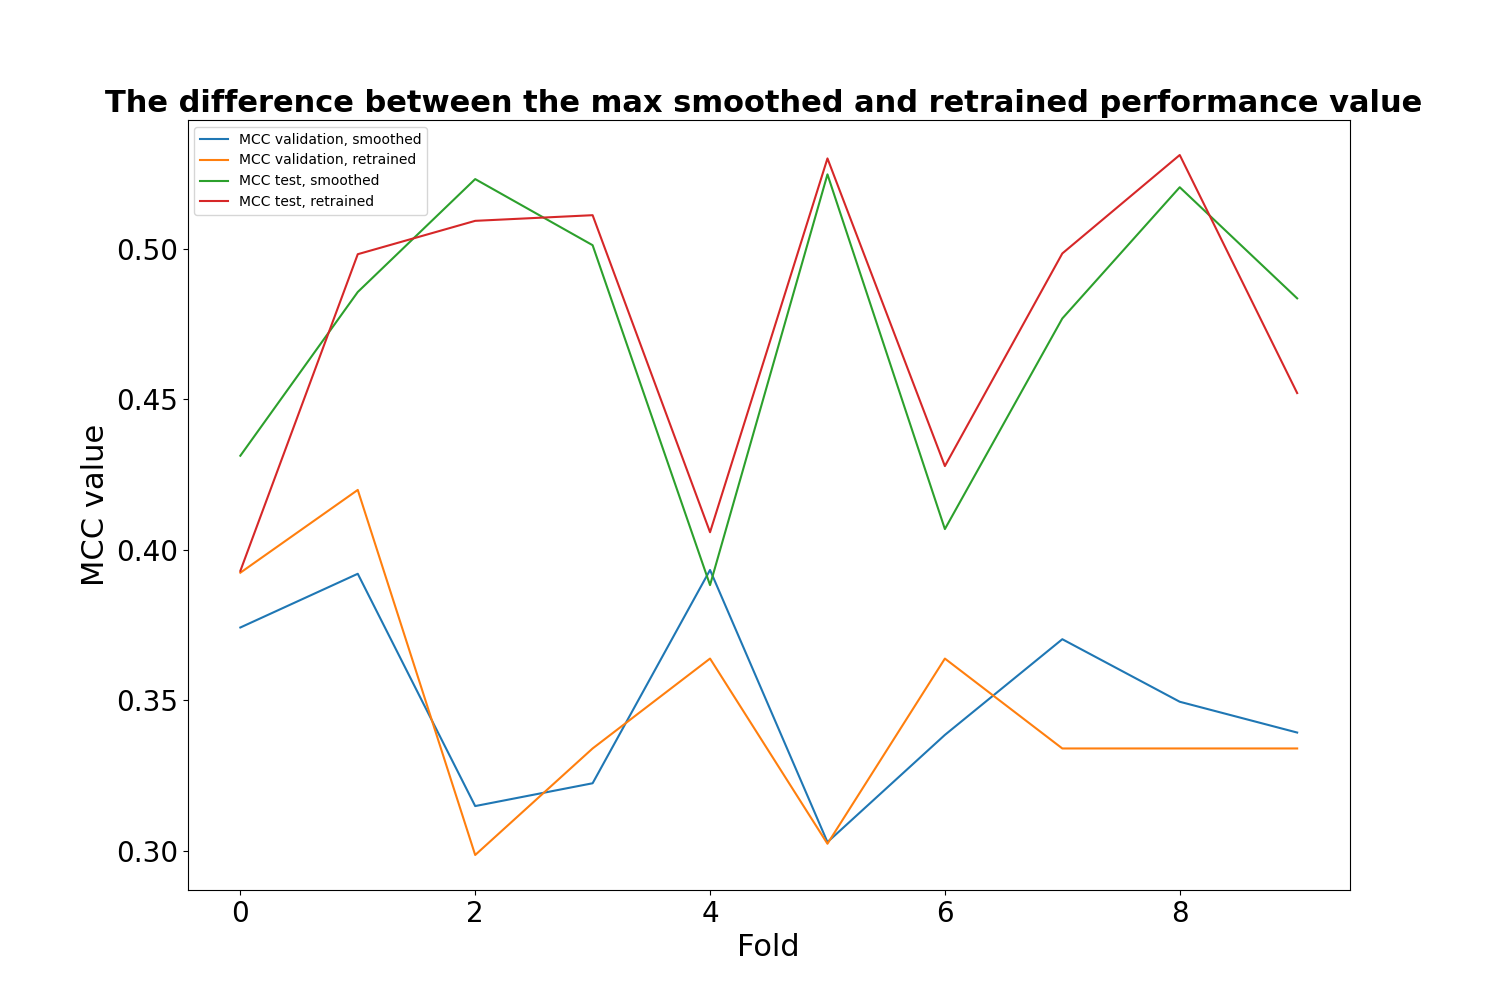 The difference between the max smoothed and retrained performance value
MCC validation, smoothed
MCC validation, retrained
MCC test, smoothed
MCC test, retrained
0.50
0.45
0.40
0.35
0.30
MCC value
0 2 4 6 8
Fold